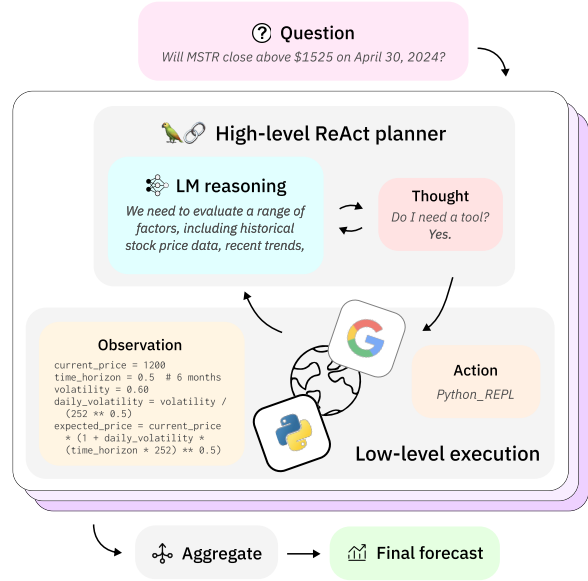 Question
Will MSTR close above $1525 on April 30, 2024?
High-level ReAct planner
LM reasoning
We need to evaluate a range of
factors, including historical
stock price data, recent trends,
Thought
Do I need a tool?
Yes.
Observation
current_price = 1200
time_horizon = 0.5  # 6 months
volatility = 0.60
daily_volatility = volatility /
(252 ** 0.5)
expected_price = current_price
* (1 + daily_volatility *
(time_horizon * 252) ** 0.5)
Action
Python_REPL
Low-level execution
Aggregate
Final forecast